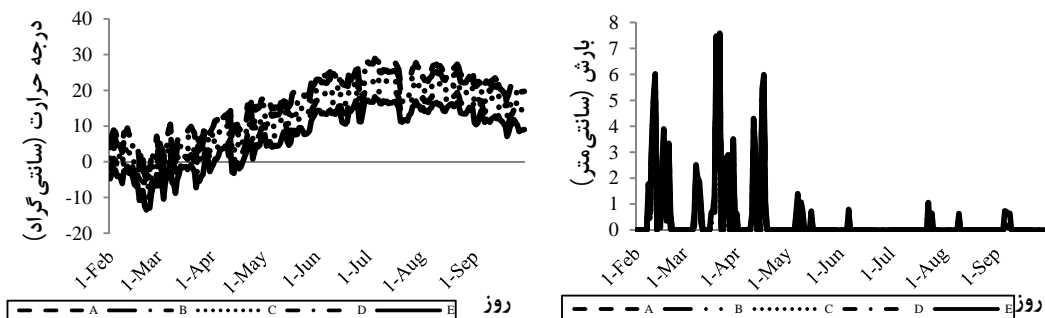 درجه حرارت (سانتی‌گراد)
40
30
20
10
0
-10
-20
1-Feb
1-Mar
1-Apr
1-May
1-Jun
1-Jul
1-Aug
1-Sep
روز
A B C D E
بارش (سانتی‌متر)
8
7
6
5
4
3
2
1
0
1-Feb
1-Mar
1-Apr
1-May
1-Jun
1-Jul
1-Aug
1-Sep
روز
A B C D E